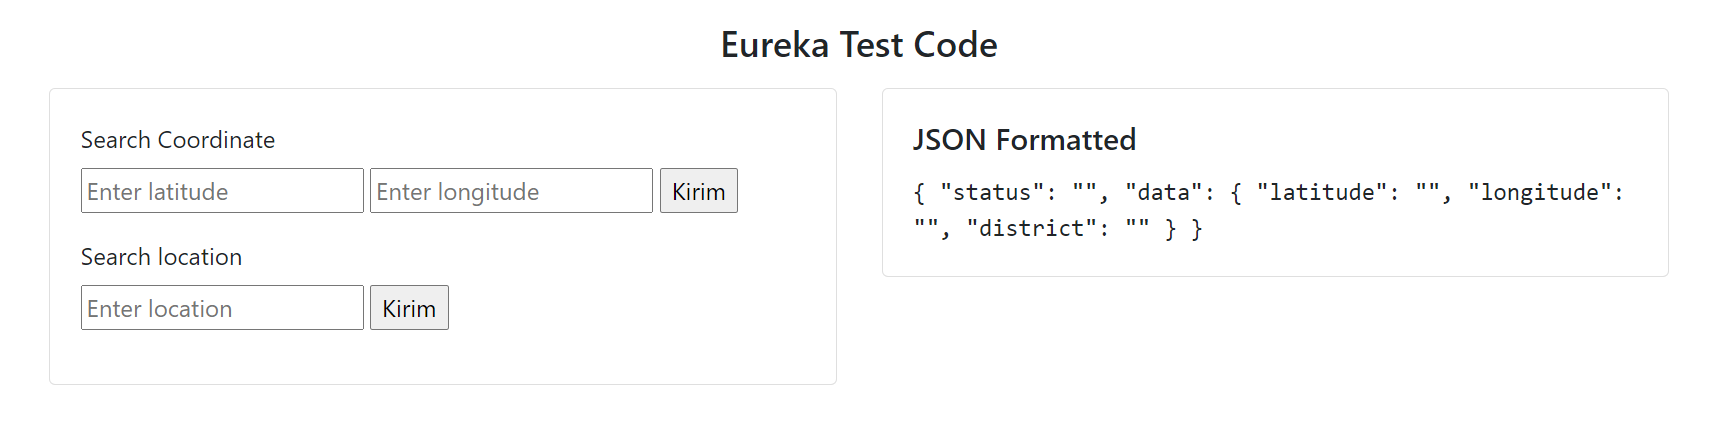 Eureka Test Code
Search Coordinate
Enter latitude Enter longitude Kirim
Search location
Enter location Kirim
JSON Formatted
{ "status": "", "data": { "latitude": "", "longitude":
"", "district": "" } }